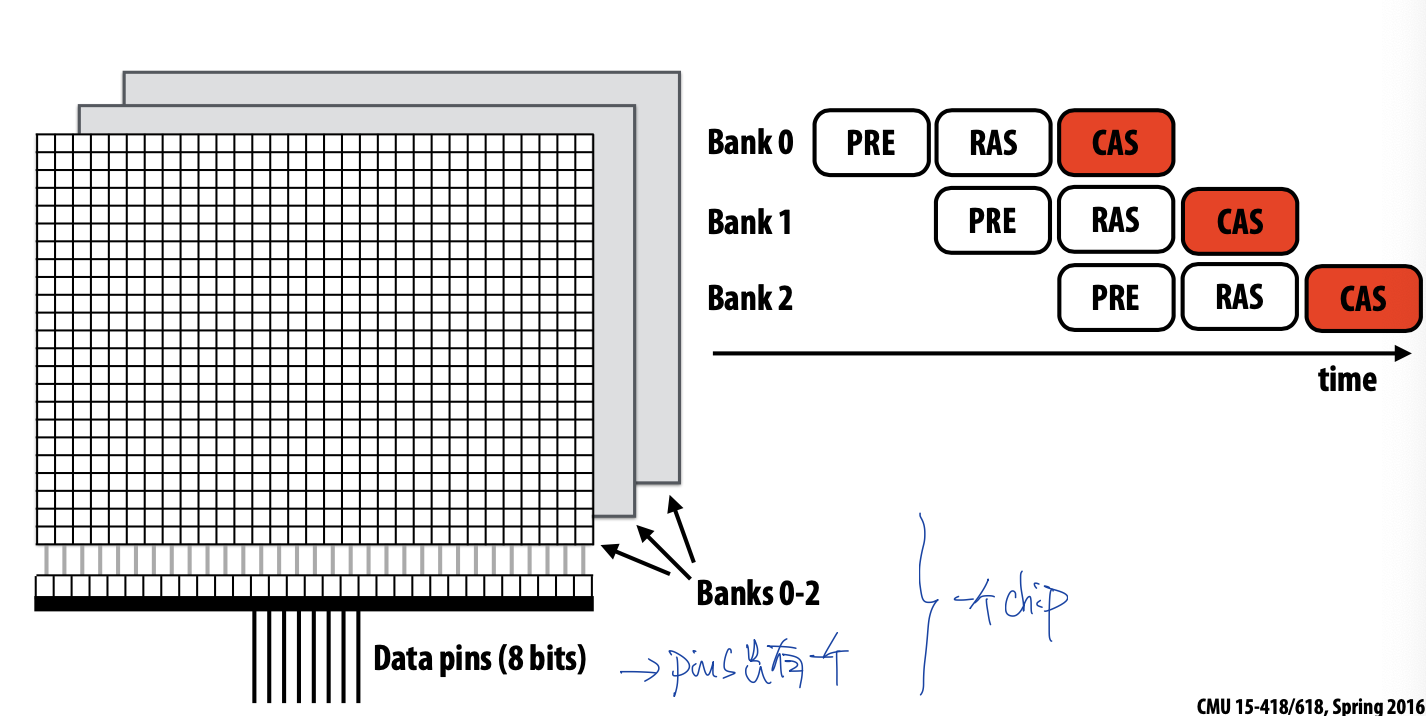 Bank 0 PRE RAS CAS
Bank 1 PRE RAS CAS
Bank 2 PRE RAS CAS
time
Banks 0-2
一个 chip
Data pins (8 bits)
→ pins 只有一个
CMU 15-418/618, Spring 2016